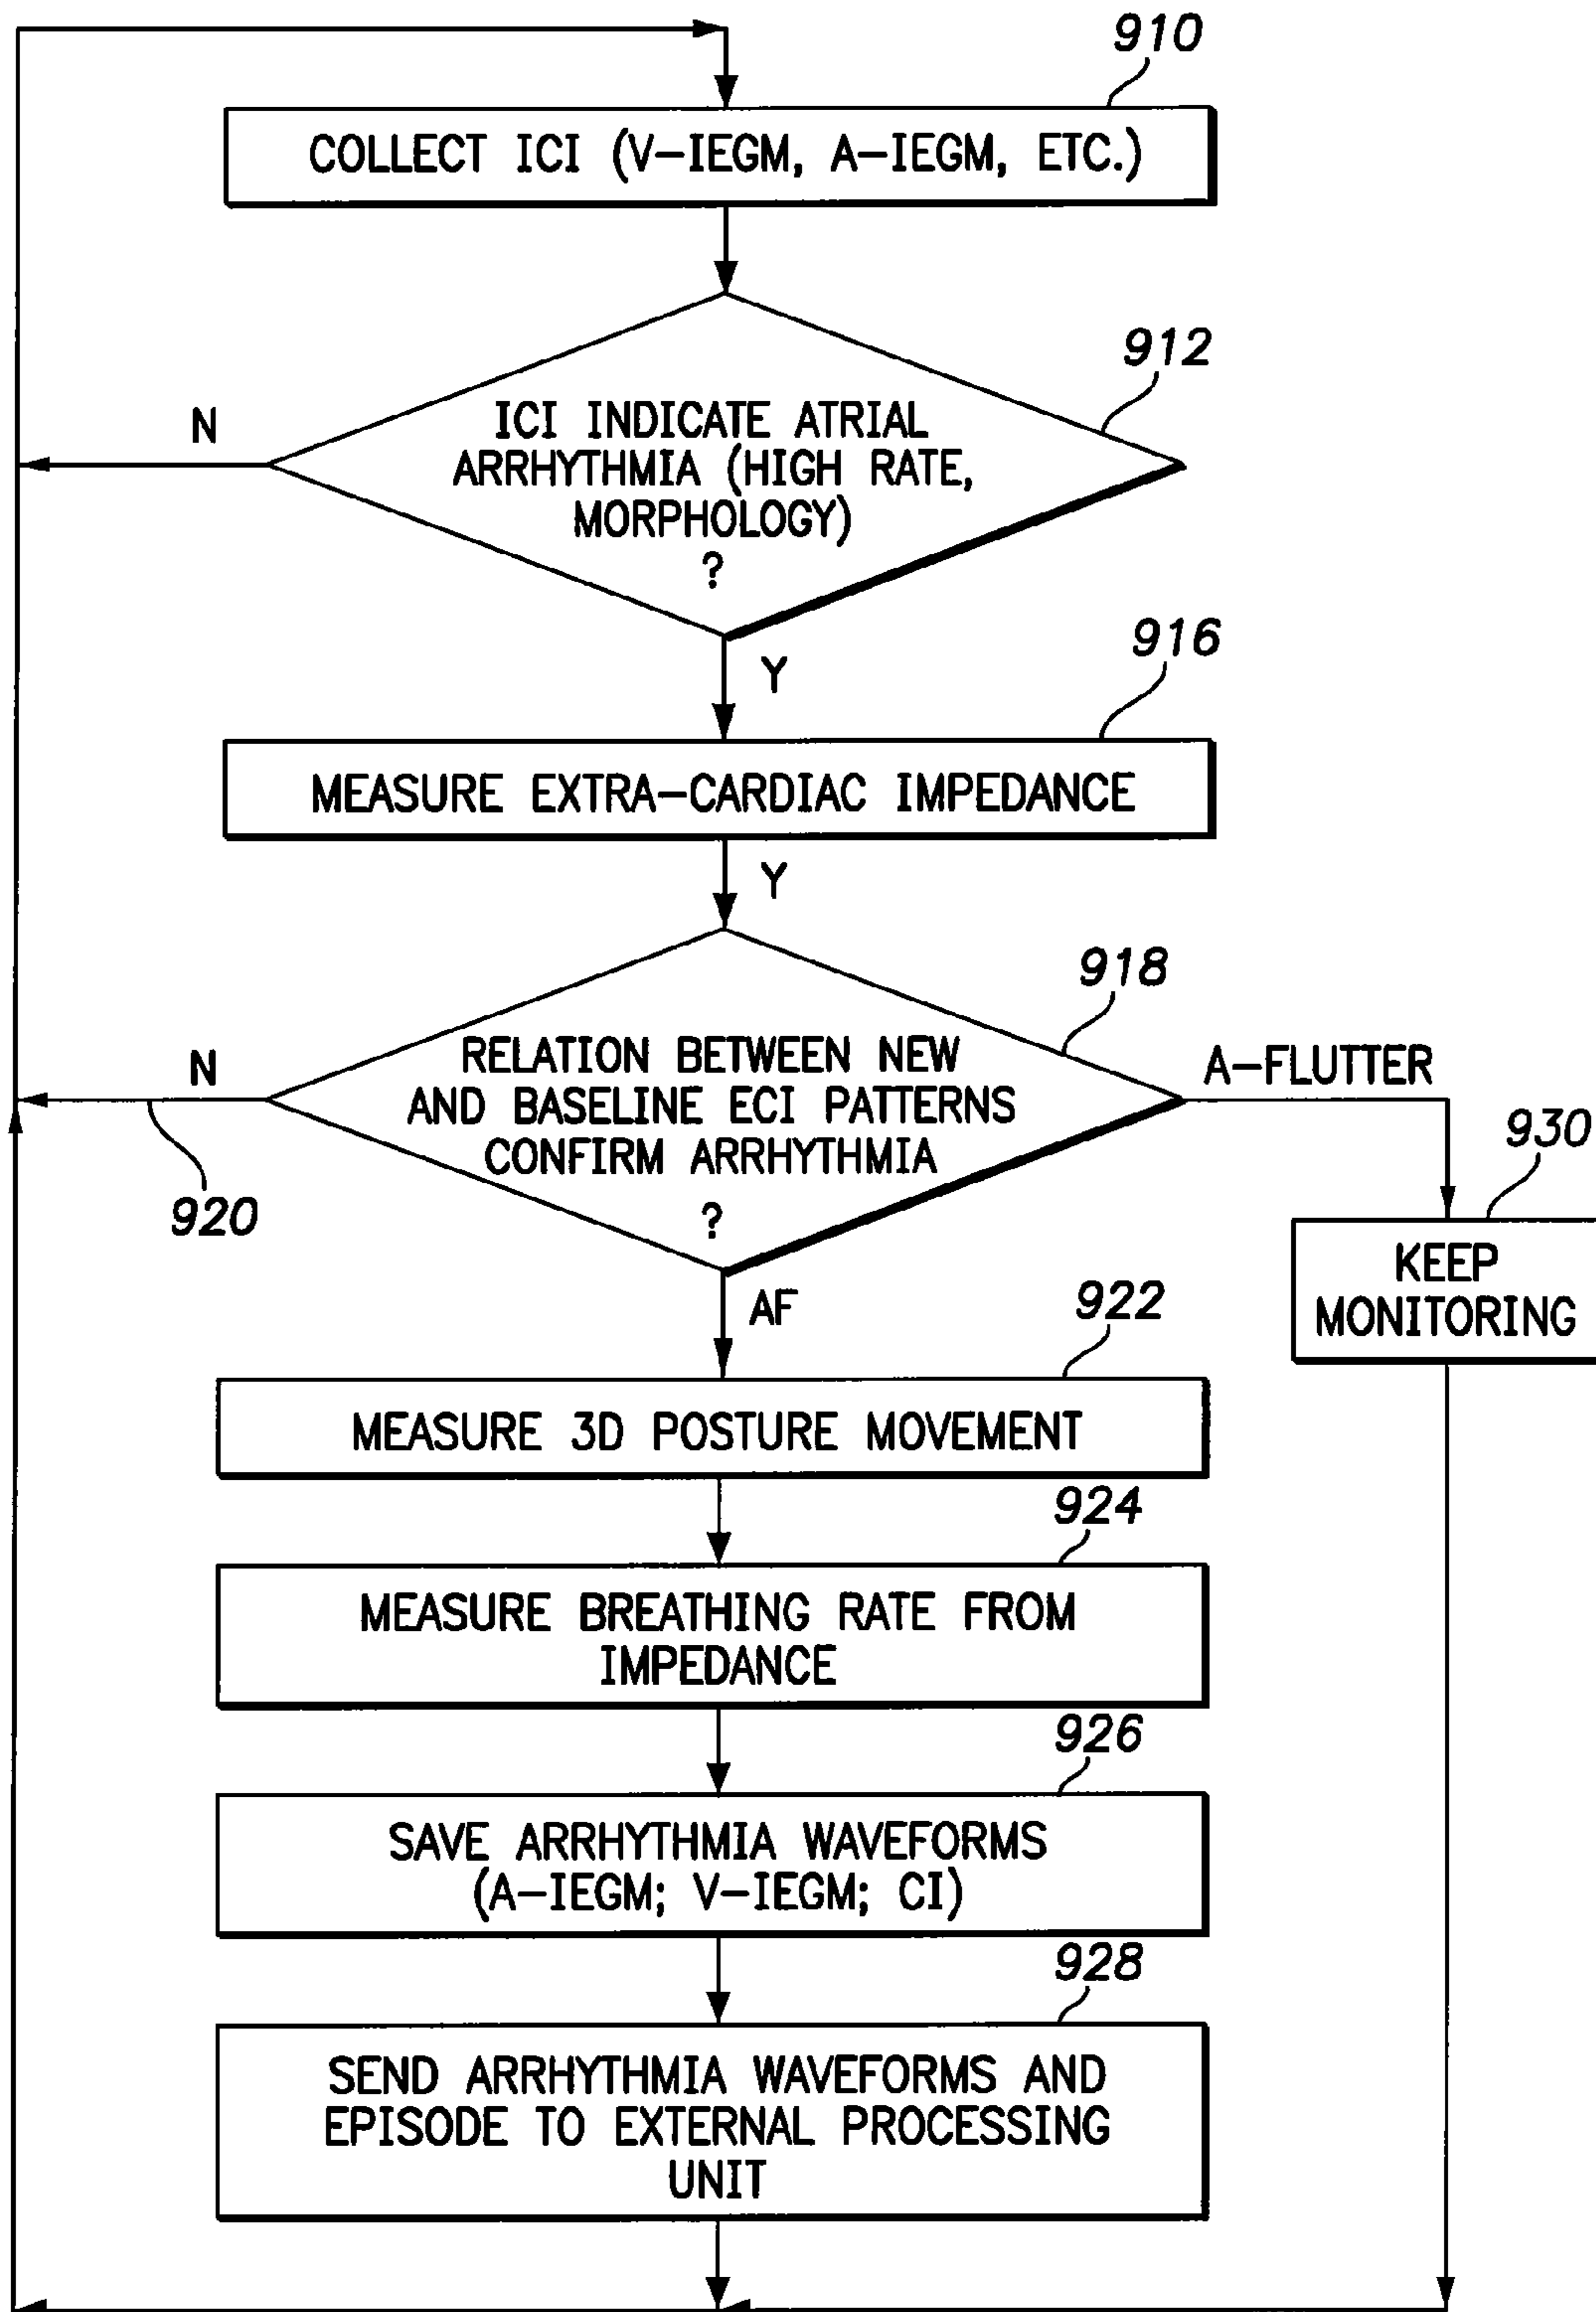 910
COLLECT ICI (V-IEGM, A-IEGM, ETC.)
912
ICI INDICATE ATRIAL
ARRHYTHMIA (HIGH RATE,
MORPHOLOGY)
?
N
Y
916
MEASURE EXTRA-CARDIAC IMPEDANCE
Y
918
RELATION BETWEEN NEW
AND BASELINE ECI PATTERNS
CONFIRM ARRHYTHMIA
?
N
920
A-FLUTTER
930
KEEP
MONITORING
AF
922
MEASURE 3D POSTURE MOVEMENT
924
MEASURE BREATHING RATE FROM
IMPEDANCE
926
SAVE ARRHYTHMIA WAVEFORMS
(A-IEGM; V-IEGM; CI)
928
SEND ARRHYTHMIA WAVEFORMS AND
EPISODE TO EXTERNAL PROCESSING
UNIT